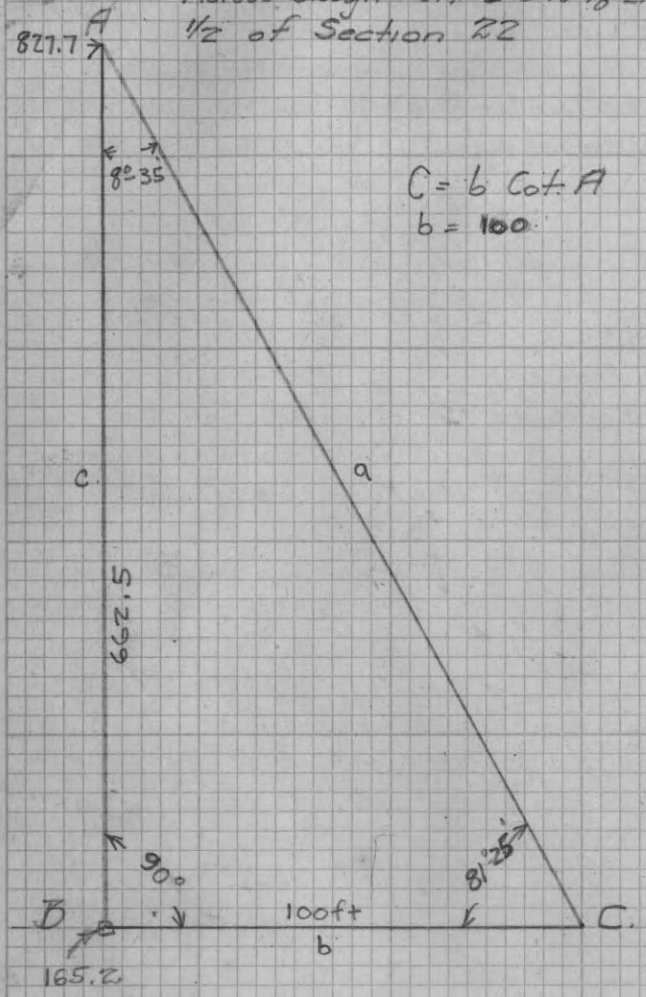 1/2 of Section 22
A
827.7
8° 35'
C = b Cot A
b = 100
c
a
662.5
90°
81° 25'
B
100ft
C.
b
165.2